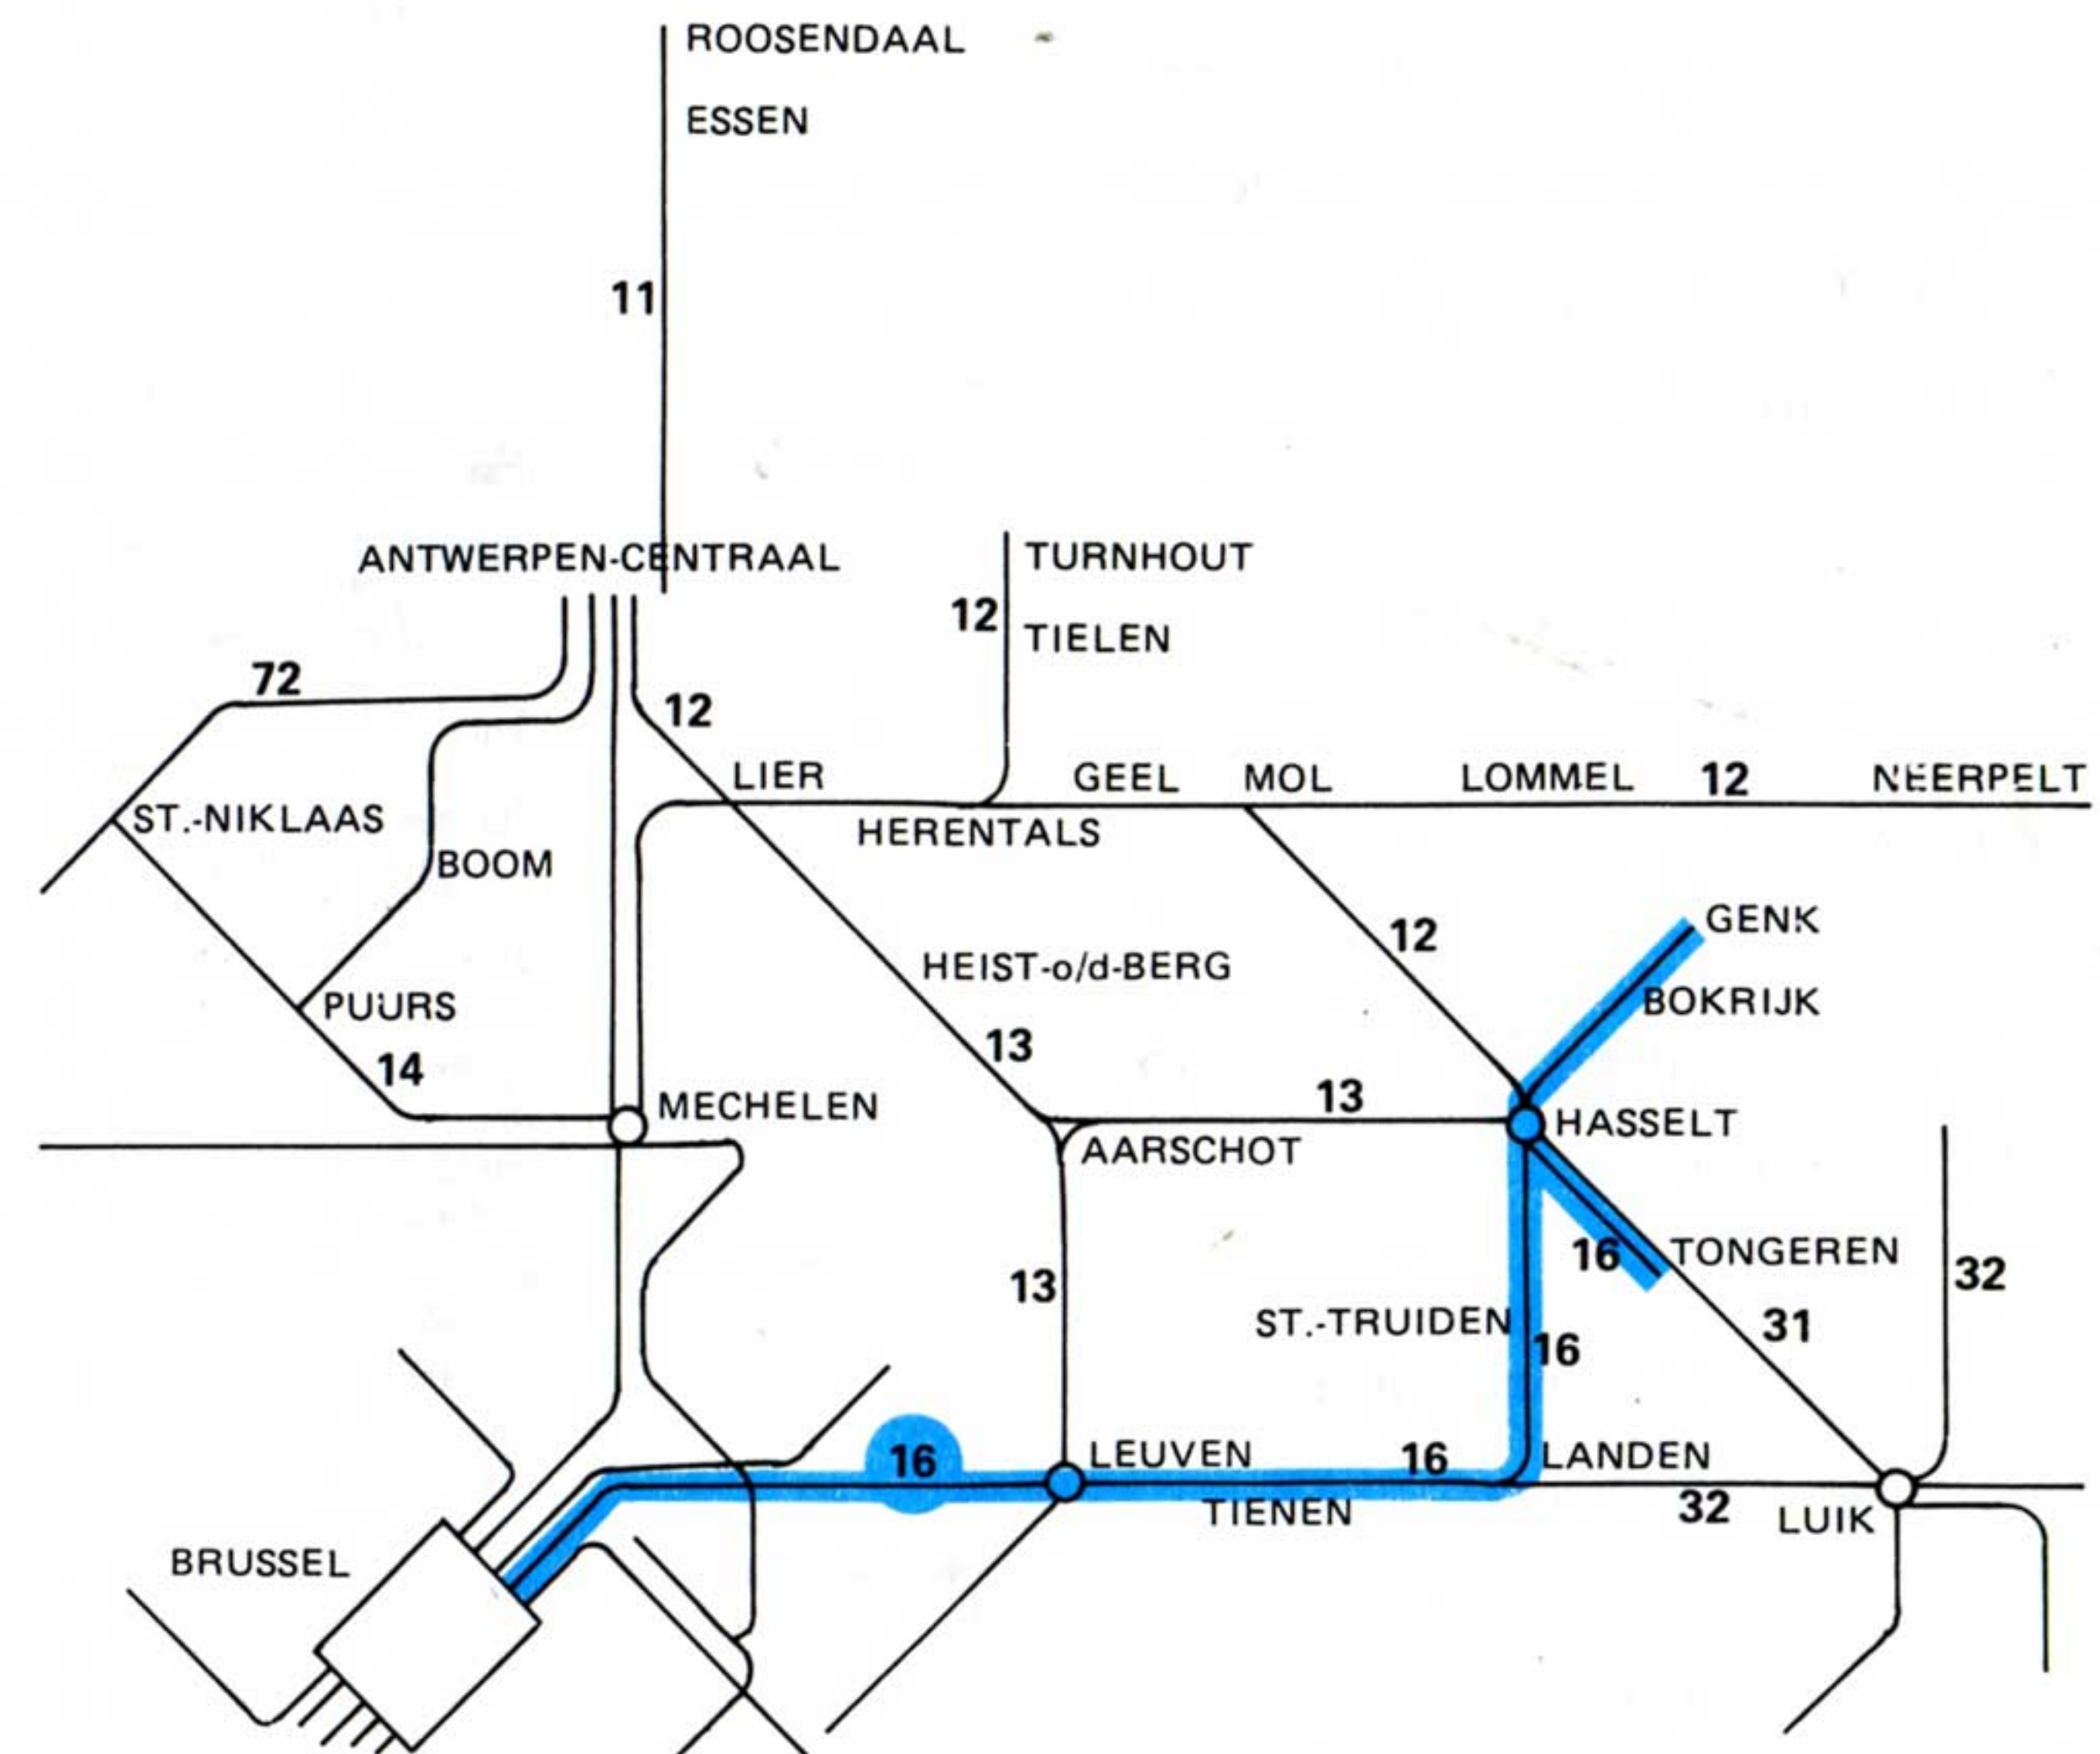 ROOSENDAAL
ESSEN
11
ANTWERPEN-CENTRAAL
TURNHOUT
12
TIELEN
72
12
LIER
GEEL
MOL
LOMMEL
12
NEERPELT
ST.-NIKLAAS
HERENTALS
BOOM
GENK
12
HEIST-o/d-BERG
BOKRIJK
PUURS
13
14
13
MECHELEN
HASSELT
AARSCHOT
16
TONGEREN
13
32
ST.-TRUIDEN
16
31
16
LEUVEN
16
LANDEN
TIENEN
32
LUIK
BRUSSEL